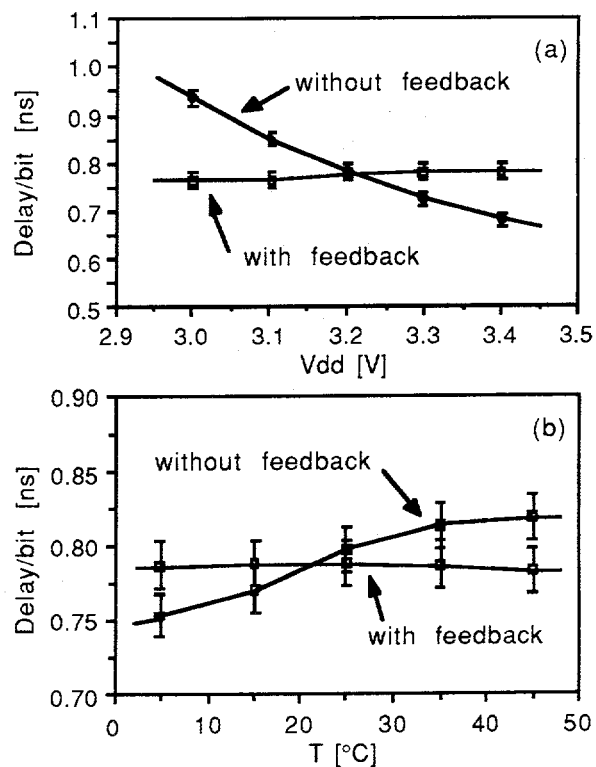 1.1
(a)
1.0
without feedback
0.9
0.8
0.7
with feedback
0.6
0.5
Delay/bit [ns]
2.9 3.0 3.1 3.2 3.3 3.4 3.5
Vdd [V]
0.90
(b)
without feedback
0.85
0.80
0.75
with feedback
0.70
Delay/bit [ns]
0 10 20 30 40 50
T [°C]